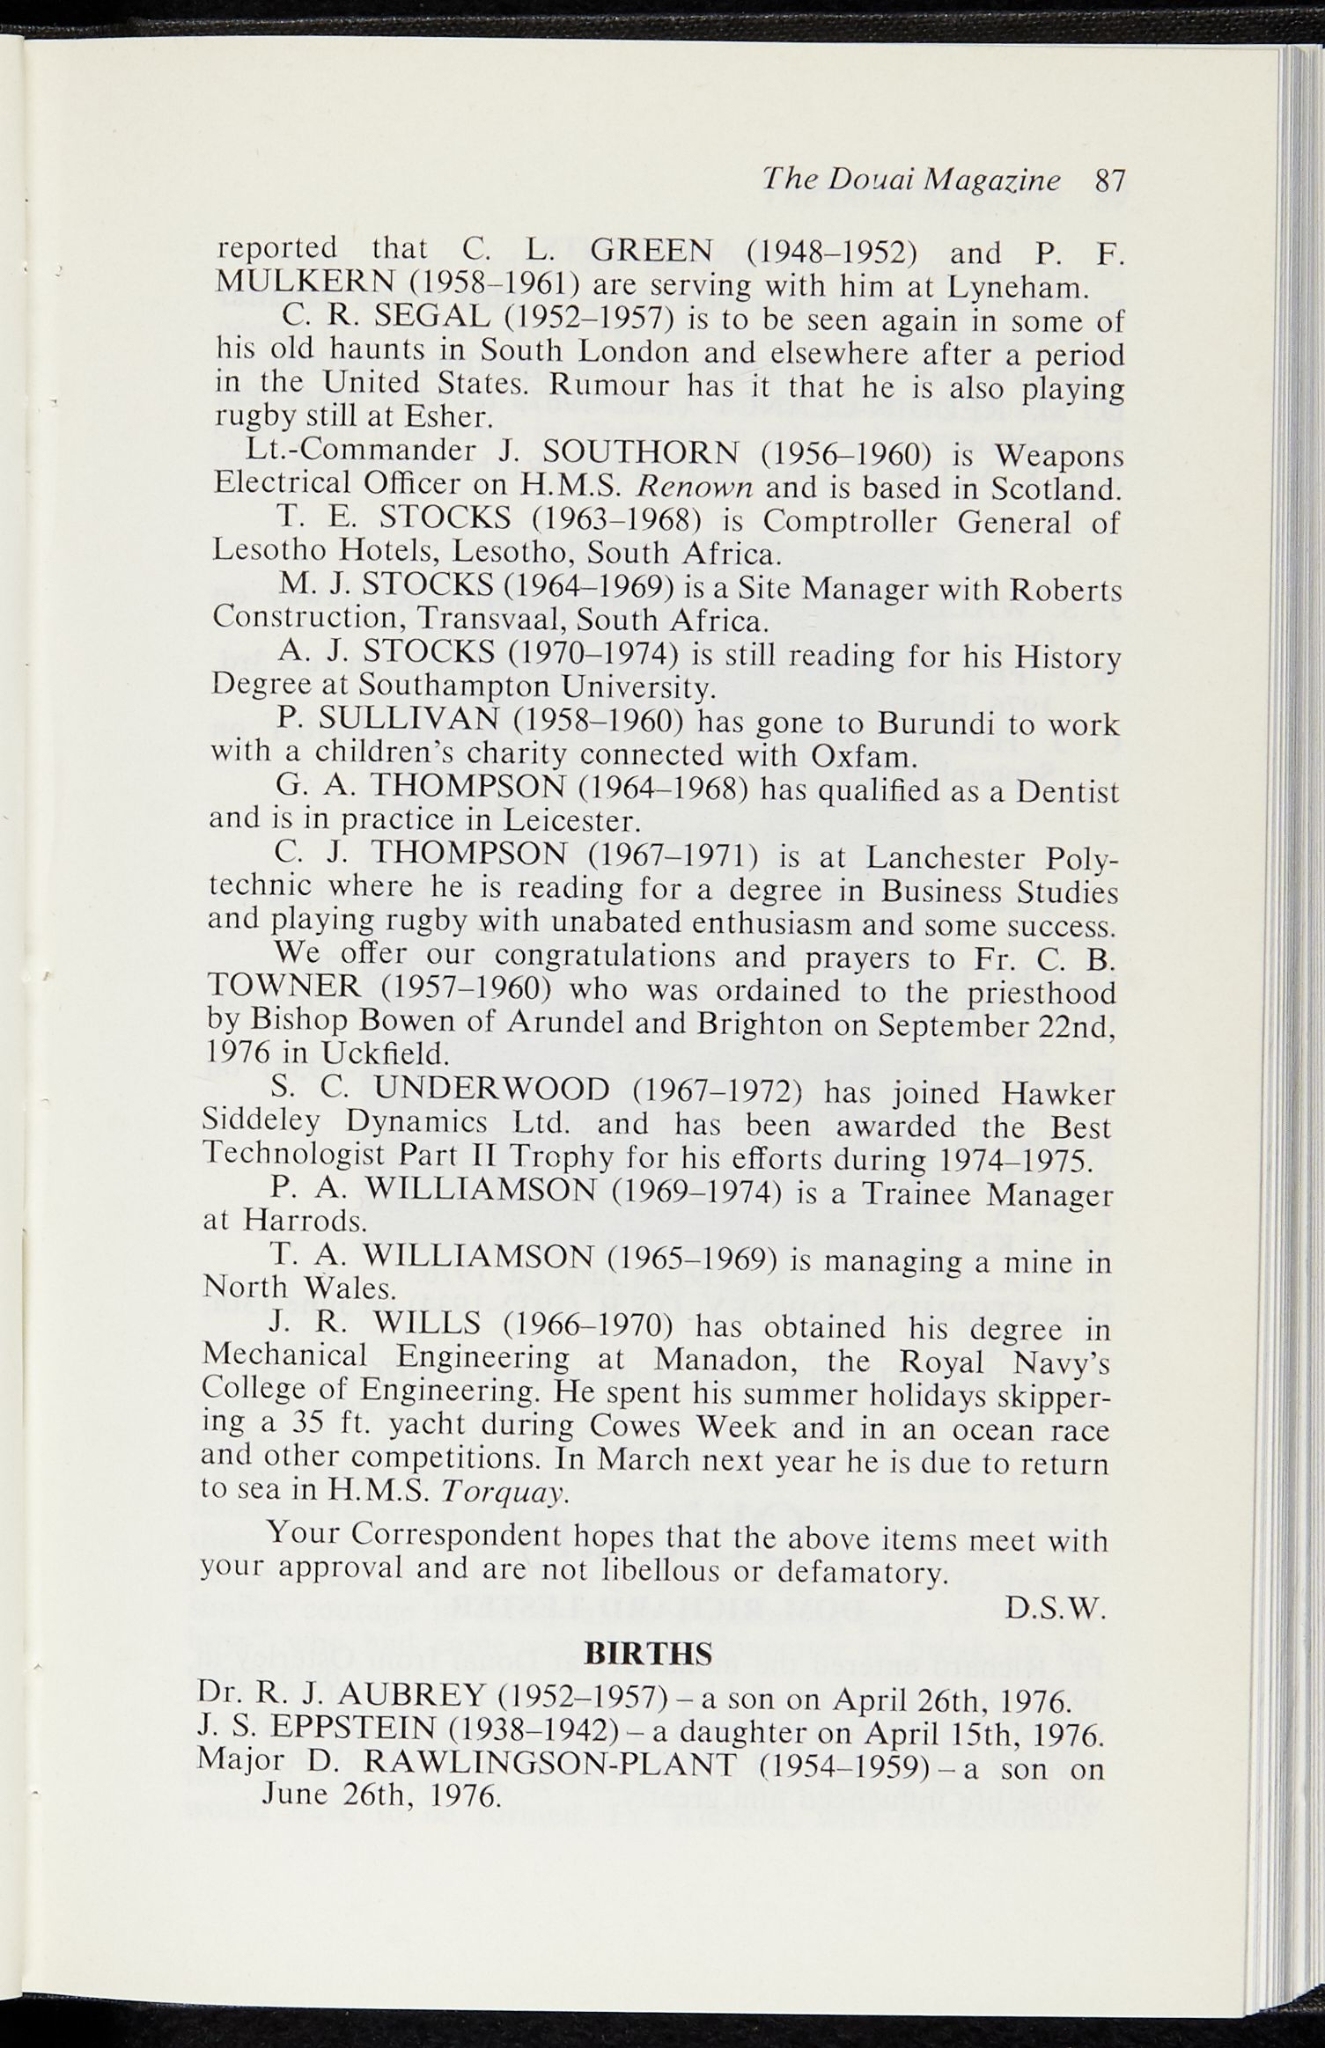 The Douai Magazine 87
reported that C. L. GREEN (1948–1952) and P. F.
MULKERN (1958–1961) are serving with him at Lyneham.
C. R. SEGAL (1952–1957) is to be seen again in some of
his old haunts in South London and elsewhere after a period
in the United States. Rumour has it that he is also playing
rugby still at Esher.
Lt.-Commander J. SOUTHORN (1956–1960) is Weapons
Electrical Officer on H.M.S. Renown and is based in Scotland.
T. E. STOCKS (1963–1968) is Comptroller General of
Lesotho Hotels, Lesotho, South Africa.
M. J. STOCKS (1964–1969) is a Site Manager with Roberts
Construction, Transvaal, South Africa.
A. J. STOCKS (1970–1974) is still reading for his History
Degree at Southampton University.
P. SULLIVAN (1958–1960) has gone to Burundi to work
with a children's charity connected with Oxfam.
G. A. THOMPSON (1964–1968) has qualified as a Dentist
and is in practice in Leicester.
C. J. THOMPSON (1967–1971) is at Lanchester Poly-
technic where he is reading for a degree in Business Studies
and playing rugby with unabated enthusiasm and some success.
We offer our congratulations and prayers to Fr. C. B.
TOWNER (1957–1960) who was ordained to the priesthood
by Bishop Bowen of Arundel and Brighton on September 22nd,
1976 in Uckfield.
S. C. UNDERWOOD (1967–1972) has joined Hawker
Siddeley Dynamics Ltd. and has been awarded the Best
Technologist Part II Trophy for his efforts during 1974–1975.
P. A. WILLIAMSON (1969–1974) is a Trainee Manager
at Harrods.
T. A. WILLIAMSON (1965–1969) is managing a mine in
North Wales.
J. R. WILLS (1966–1970) has obtained his degree in
Mechanical Engineering at Manadon, the Royal Navy's
College of Engineering. He spent his summer holidays skipper-
ing a 35 ft. yacht during Cowes Week and in an ocean race
and other competitions. In March next year he is due to return
to sea in H.M.S. Torquay.
Your Correspondent hopes that the above items meet with
your approval and are not libellous or defamatory.
D.S.W.
BIRTHS
Dr. R. J. AUBREY (1952–1957) – a son on April 26th, 1976.
J. S. EPPSTEIN (1938–1942) – a daughter on April 15th, 1976.
Major D. RAWLINGSON-PLANT (1954–1959) – a son on
June 26th, 1976.